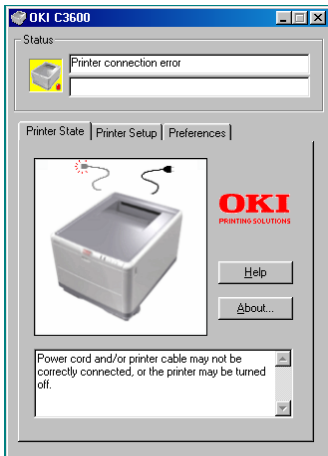 OKI C3600
Status
Printer connection error
Printer State
Printer Setup
Preferences
OKI
PRINTING SOLUTIONS
Help
About...
Power cord and/or printer cable may not be
correctly connected, or the printer may be turned
off.